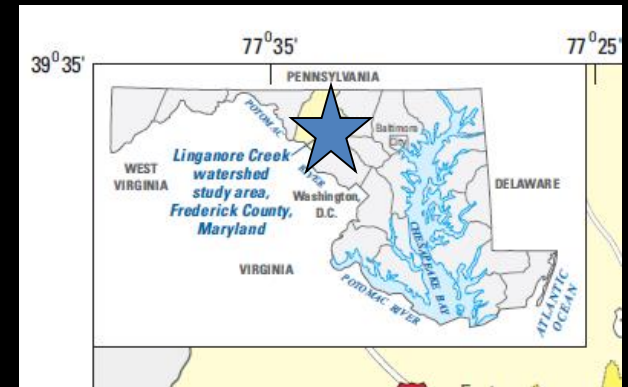 77°35'
77°25'
39°35'
PENNSYLVANIA
POTOMAC
RIVER
Baltimore
City
Linganore Creek
watershed
study area,
Frederick County,
Maryland
WEST
VIRGINIA
Washington,
D.C.
DELAWARE
VIRGINIA
CHESAPEAKE BAY
POTOMAC RIVER
ATLANTIC
OCEAN